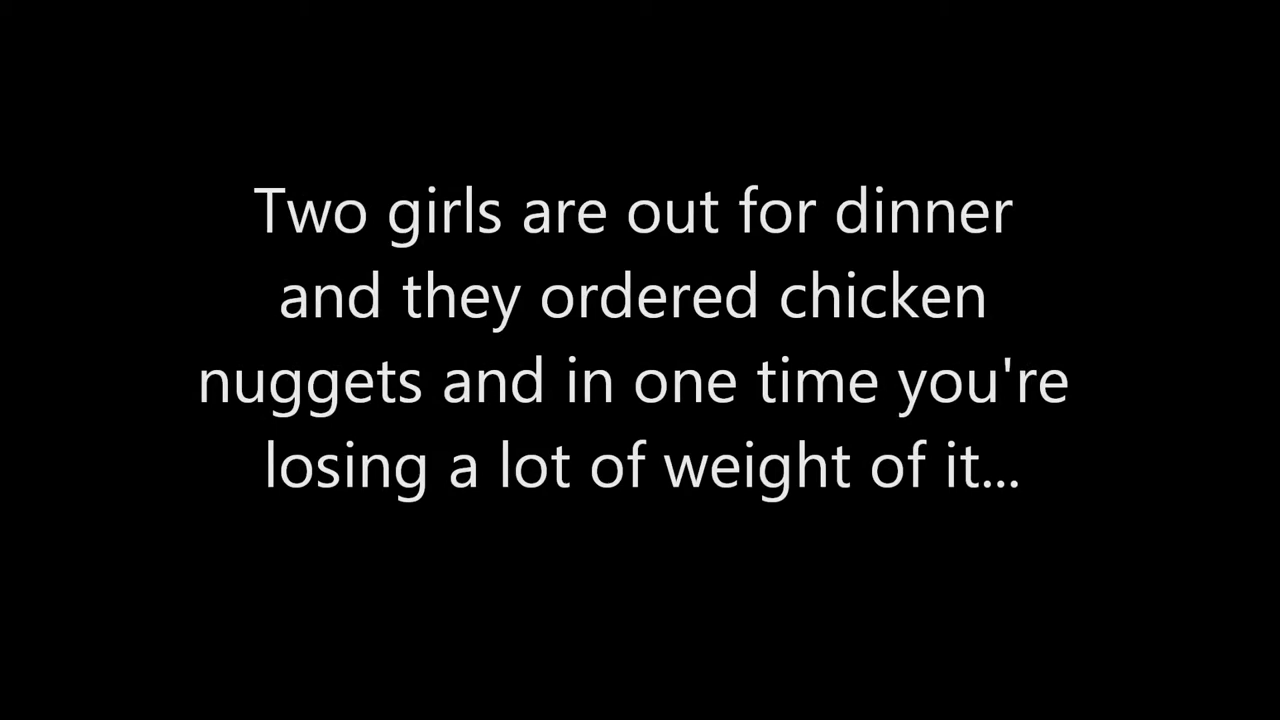 Two girls are out for dinner
and they ordered chicken
nuggets and in one time you're
losing a lot of weight of it...